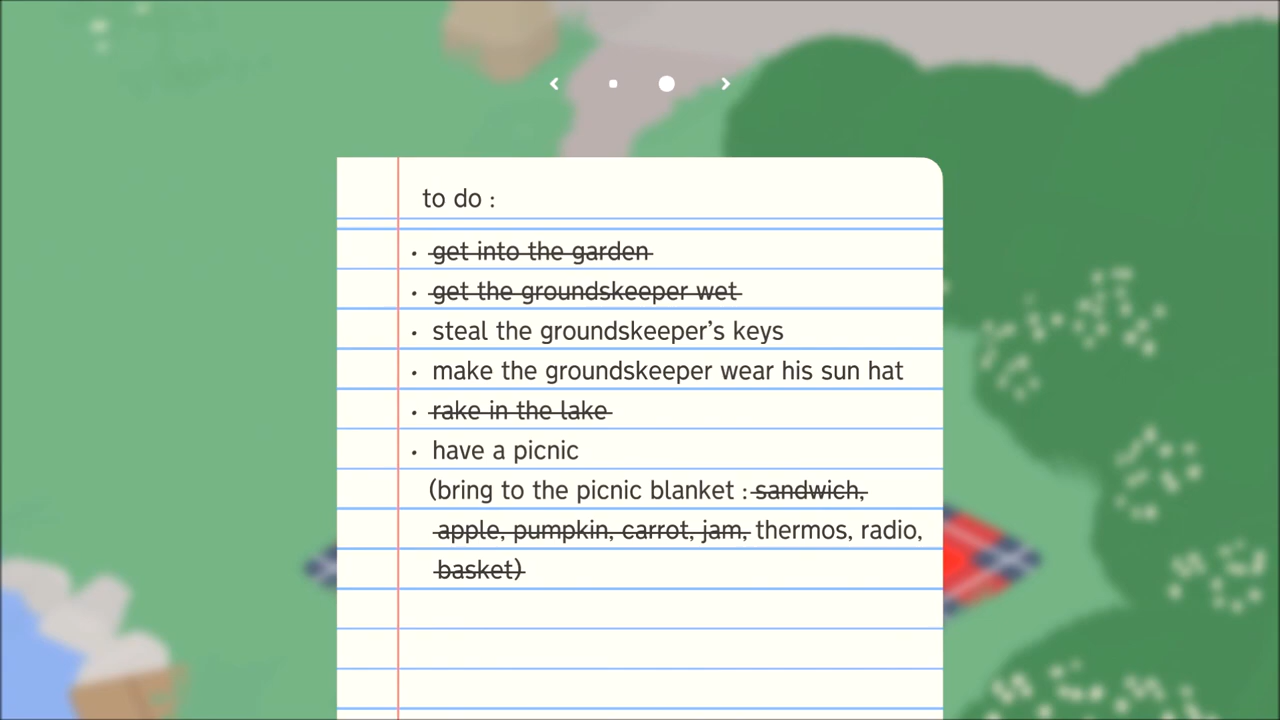 to do :
• get into the garden
• get the groundskeeper wet
• steal the groundskeeper’s keys
• make the groundskeeper wear his sun hat
• rake in the lake
• have a picnic
(bring to the picnic blanket : sandwich,
apple, pumpkin, carrot, jam, thermos, radio,
basket)